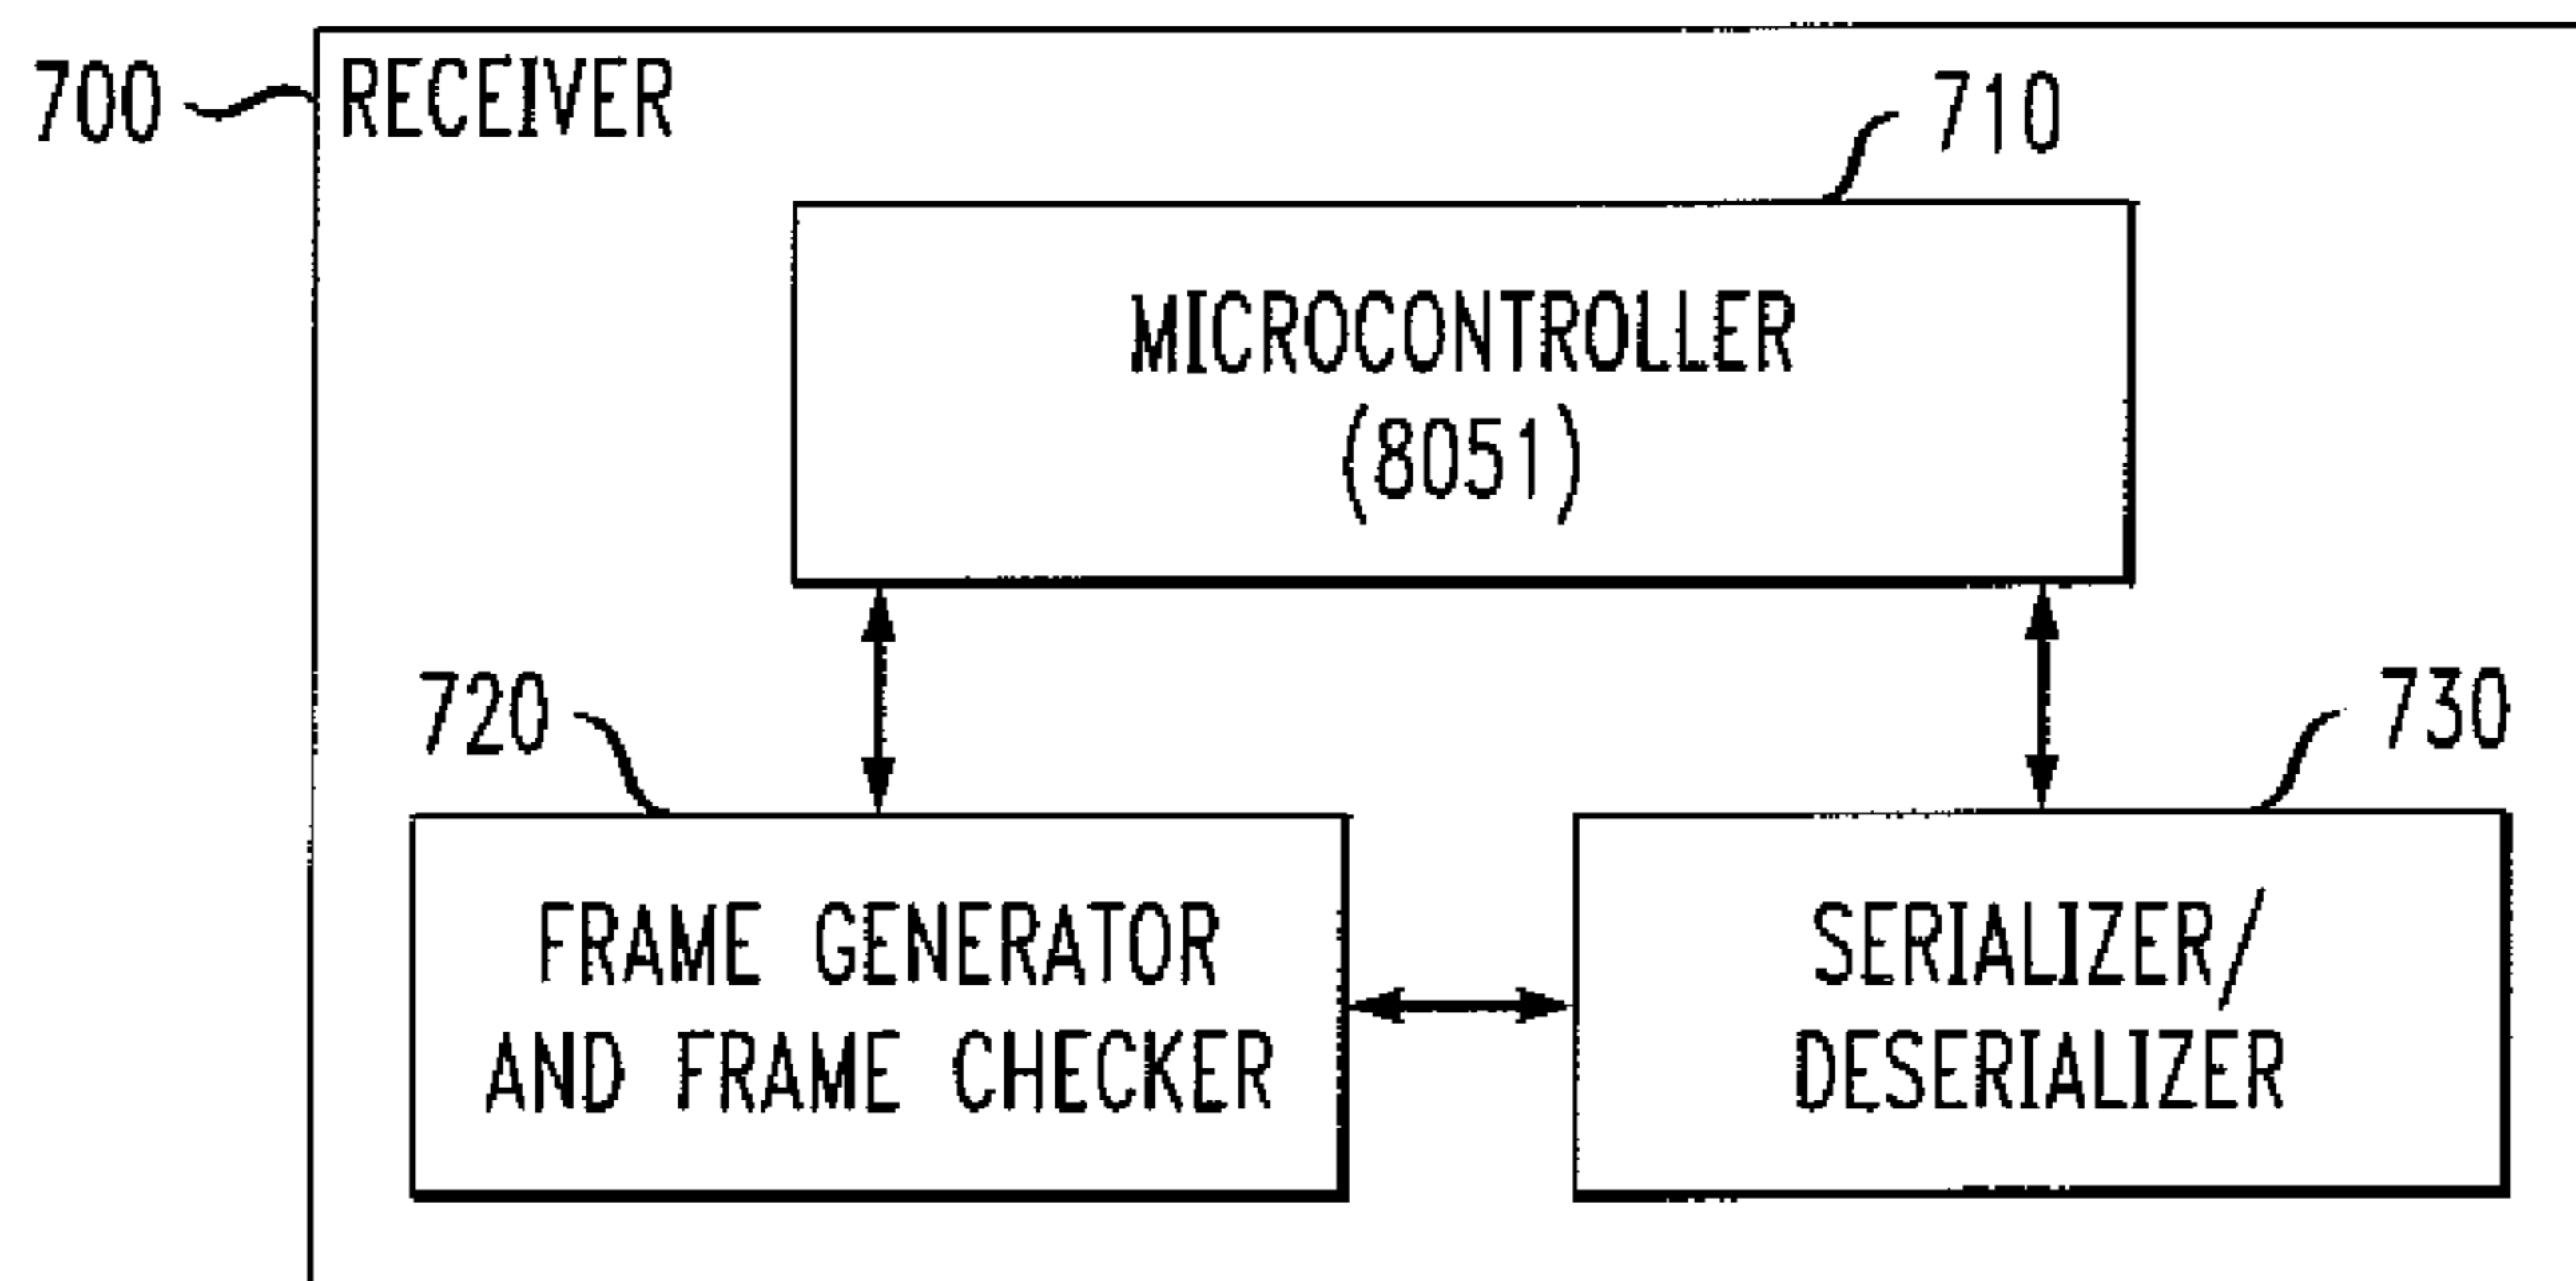 700
RECEIVER
710
MICROCONTROLLER
(8051)
720
730
FRAME GENERATOR
AND FRAME CHECKER
SERIALIZER/
DESERIALIZER